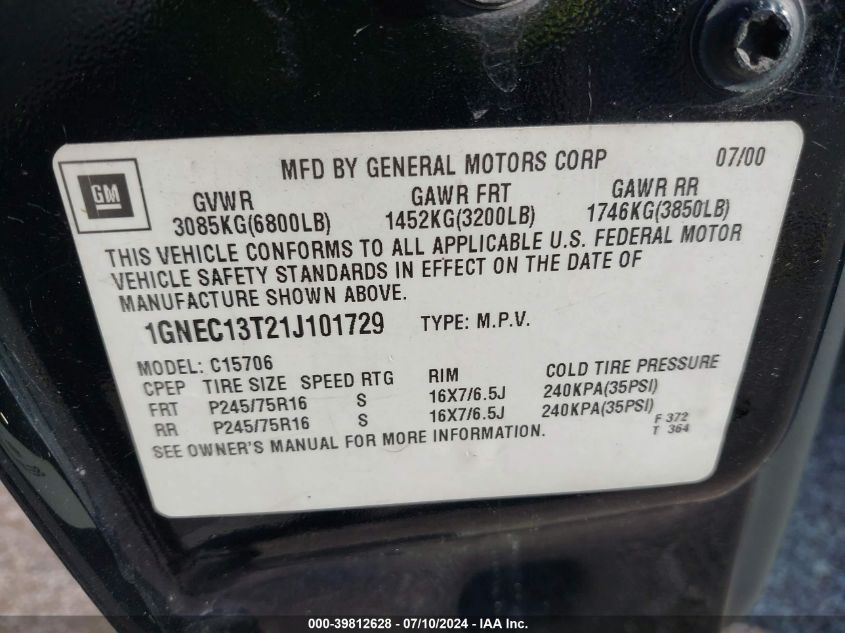 GM
MFD BY GENERAL MOTORS CORP 07/00
GVWR GAWR FRT GAWR RR
3085KG(6800LB) 1452KG(3200LB) 1746KG(3850LB)
THIS VEHICLE CONFORMS TO ALL APPLICABLE U.S. FEDERAL MOTOR
VEHICLE SAFETY STANDARDS IN EFFECT ON THE DATE OF
MANUFACTURE SHOWN ABOVE.
1GNEC13T21J101729 TYPE: M.P.V.
MODEL: C15706
CPEP TIRE SIZE SPEED RTG RIM COLD TIRE PRESSURE
FRT P245/75R16 S 16X7/6.5J 240KPA(35PSI)
RR P245/75R16 S 16X7/6.5J 240KPA(35PSI)
SEE OWNER'S MANUAL FOR MORE INFORMATION.
F 372
T 364
000-39812628 - 07/10/2024 - IAA Inc.